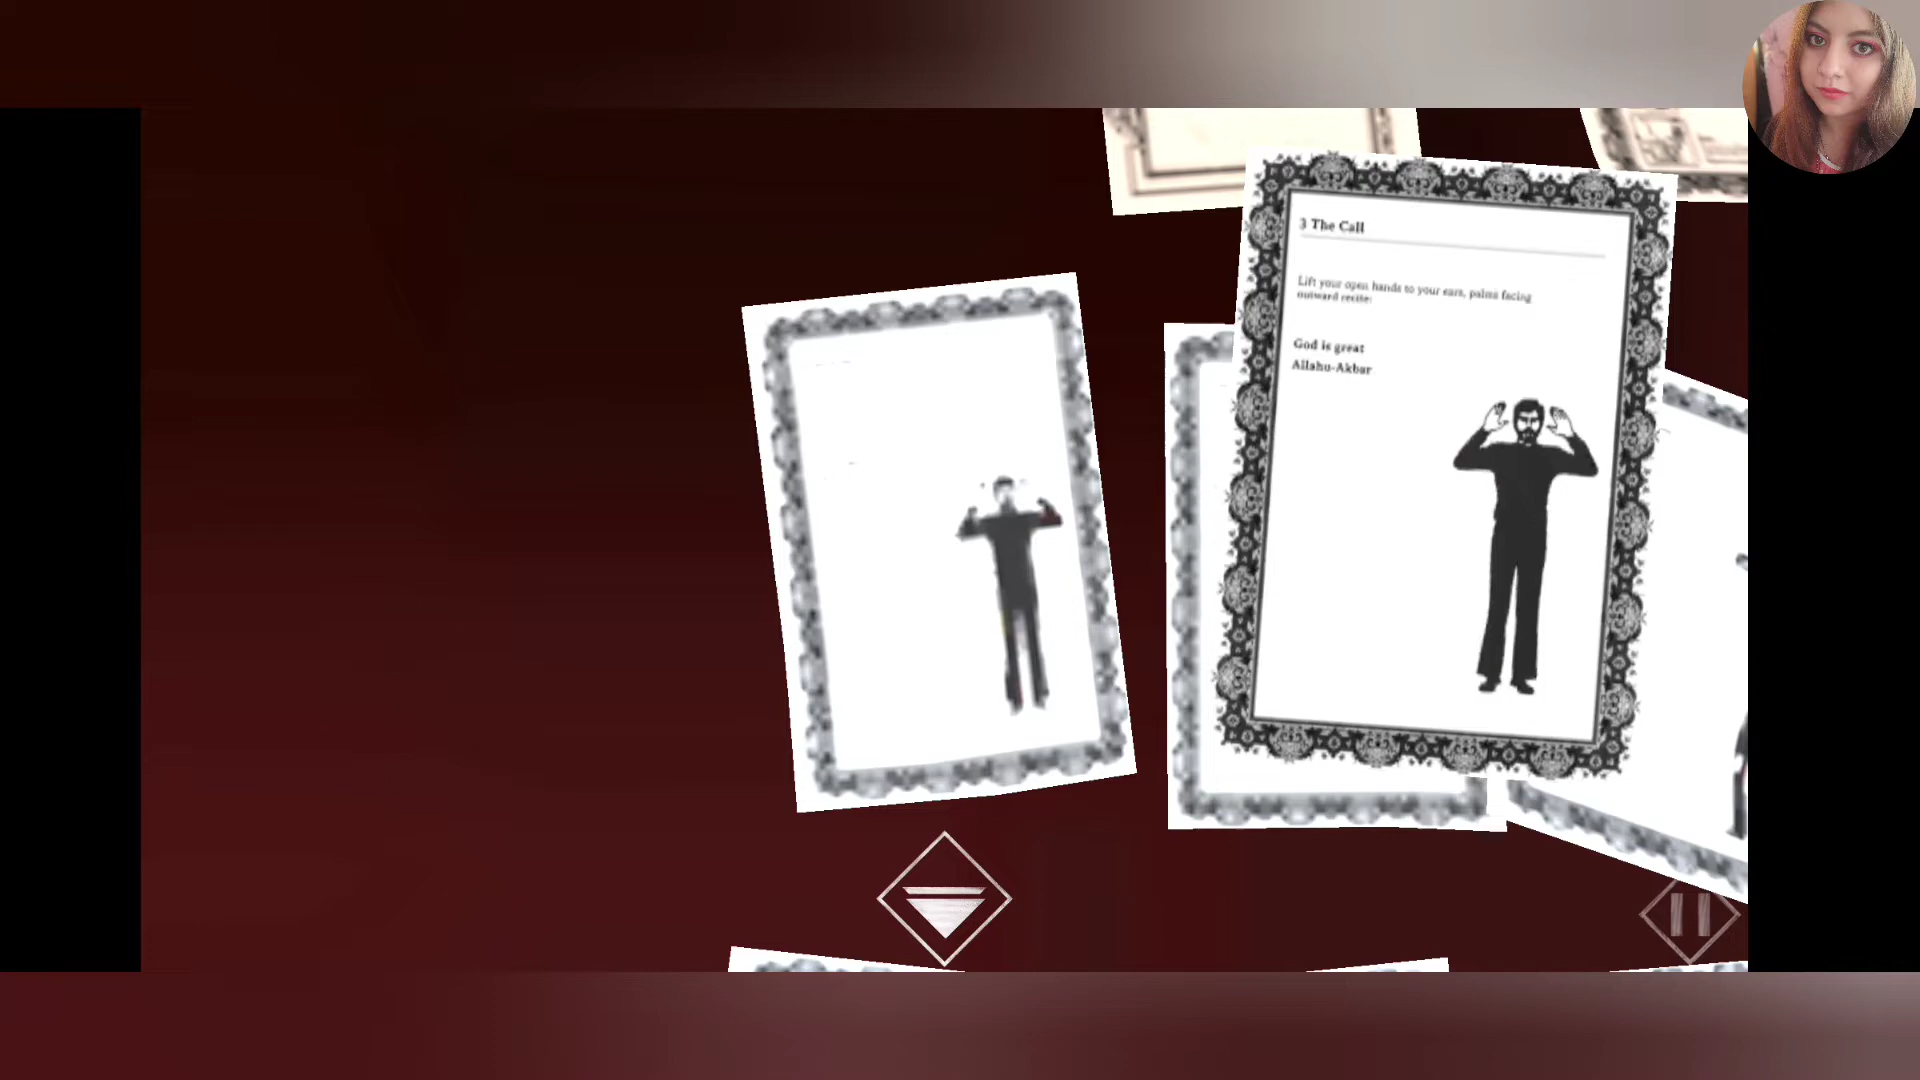 3 The Call
Lift your open hands to your ears, palms facing
outward recite:
God is great
Allahu-Akbar